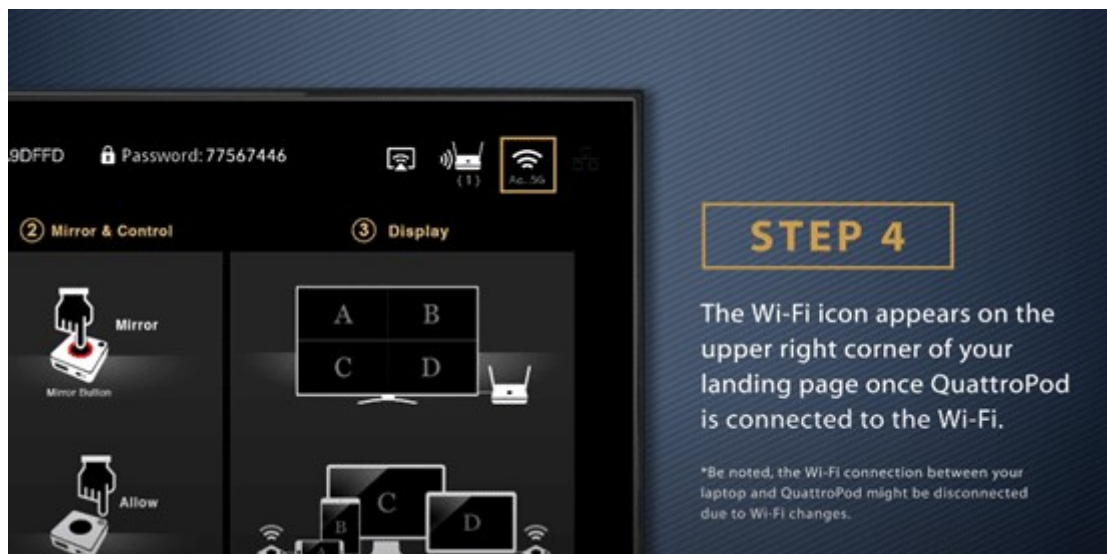 9DFFD
Password: 77567446
{1}
Ac..5G
2 Mirror & Control
3 Display
Mirror
Mirror Button
Allow
A B
C D
C
B
D
A
STEP 4
The Wi-Fi icon appears on the
upper right corner of your
landing page once QuattroPod
is connected to the Wi-Fi.
*Be noted, the Wi-Fi connection between your
laptop and QuattroPod might be disconnected
due to Wi-Fi changes.